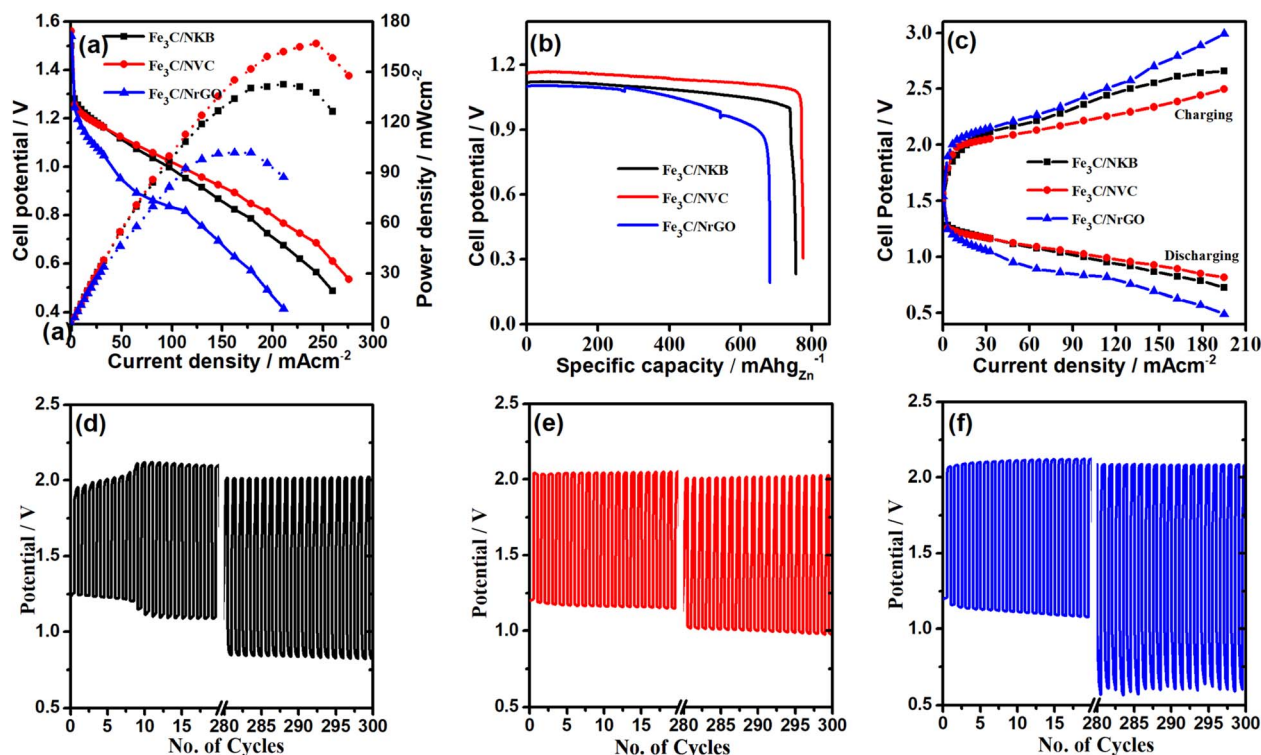 (a)
Fe3C/NKB
Fe3C/NVC
Fe3C/NrGO
1.6
1.4
1.2
1.0
0.8
0.6
0.4
(a)
Cell potential / V
180
150
120
90
60
30
0
Power density / mWcm-2
0 50 100 150 200 250 300
Current density / mAcm-2
(b)
Fe3C/NKB
Fe3C/NVC
Fe3C/NrGO
1.2
0.9
0.6
0.3
0.0
Cell potential / V
0 200 400 600 800
Specific capacity / mAhgZn-1
(c)
Fe3C/NKB
Fe3C/NVC
Fe3C/NrGO
Charging
Discharging
3.0
2.5
2.0
1.5
1.0
0.5
0.0
Cell Potential / V
0 30 60 90 120 150 180 210
Current density / mAcm-2
(d)
2.5
2.0
1.5
1.0
0.5
Potential / V
0 5 10 15 280 285 290 295 300
No. of Cycles
(e)
2.5
2.0
1.5
1.0
0.5
Potential / V
0 5 10 15 280 285 290 295 300
No. of Cycles
(f)
2.5
2.0
1.5
1.0
0.5
Potential / V
0 5 10 15 280 285 290 295 300
No. of Cycles